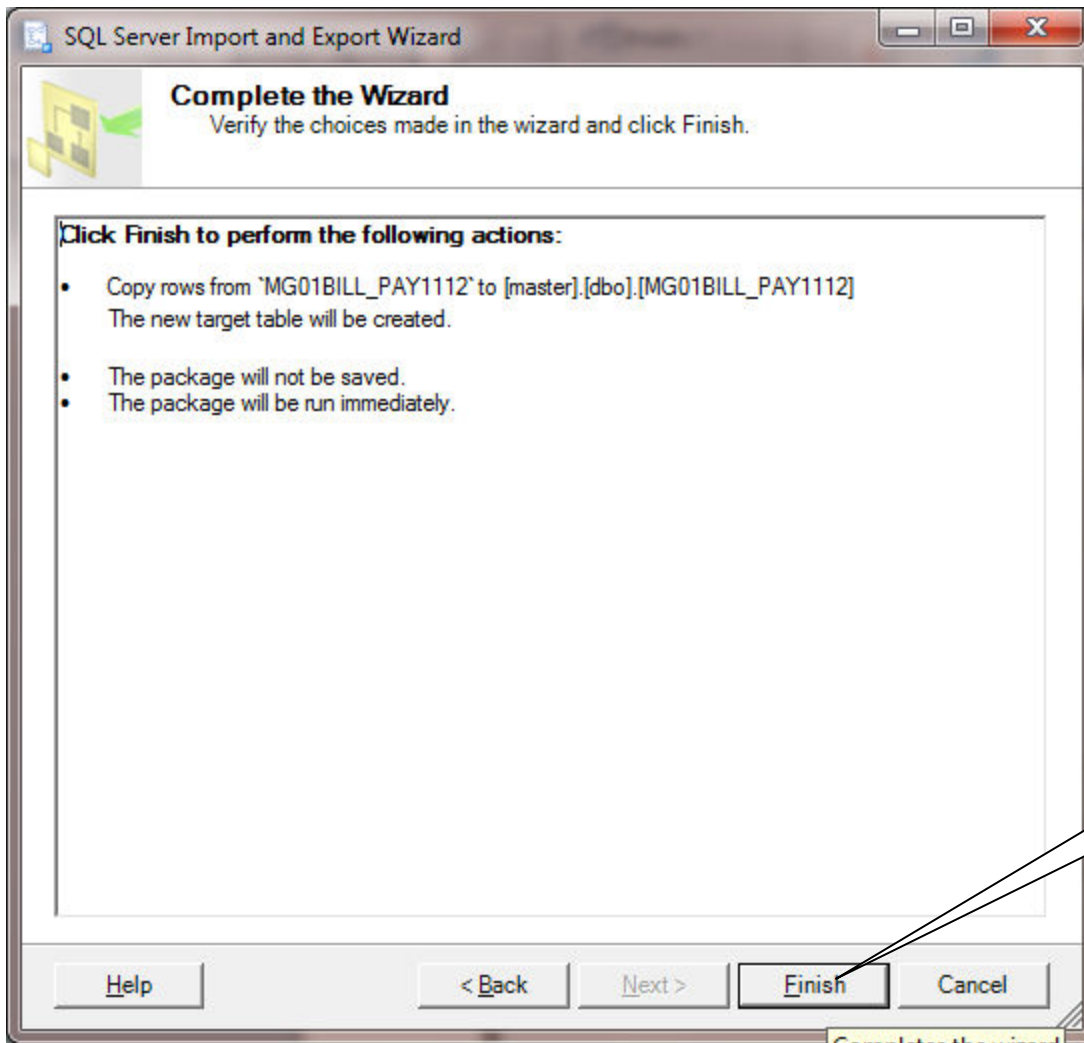 SQL Server Import and Export Wizard
Complete the Wizard
Verify the choices made in the wizard and click Finish.
Click Finish to perform the following actions:
• Copy rows from `MG01BILL_PAY1112` to [master].[dbo].[MG01BILL_PAY1112]
The new target table will be created.
• The package will not be saved.
• The package will be run immediately.
Help < Back Next > Finish Cancel
Completes the wizard